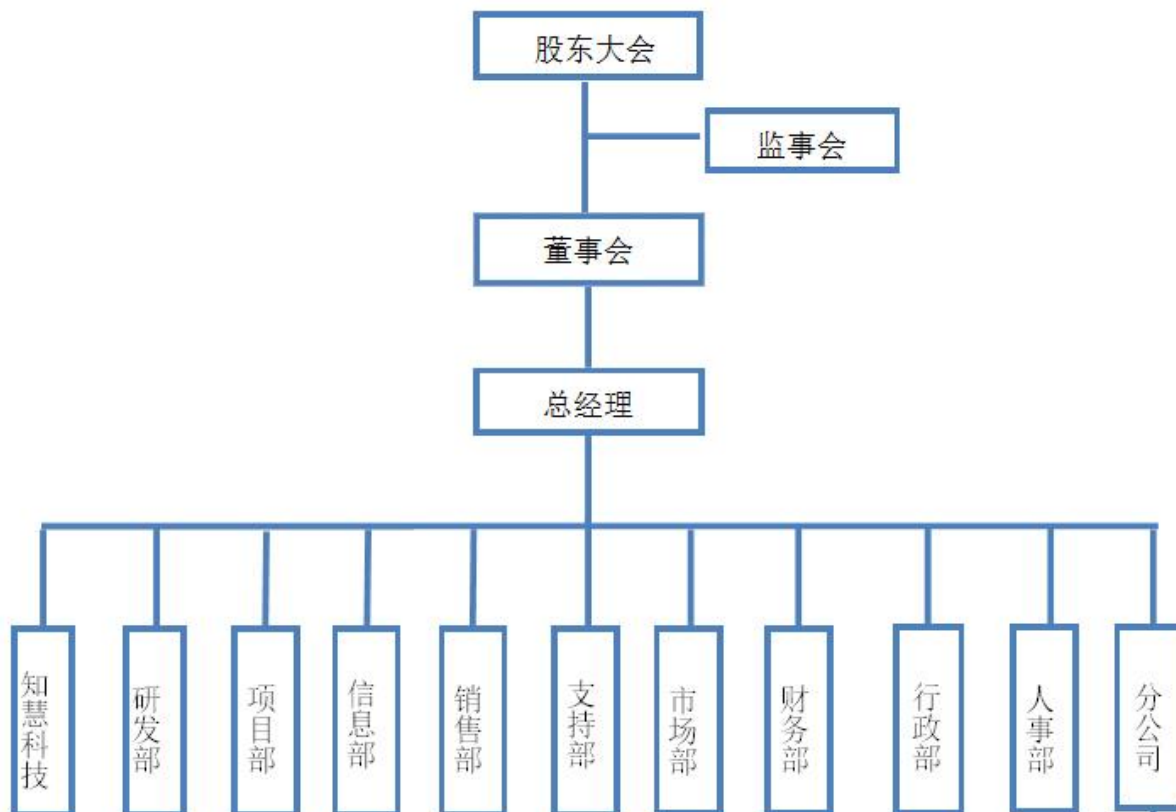 股东大会
监事会
董事会
总经理
知慧科技
研发部
项目部
信息部
销售部
支持部
市场部
财务部
行政部
人事部
分公司